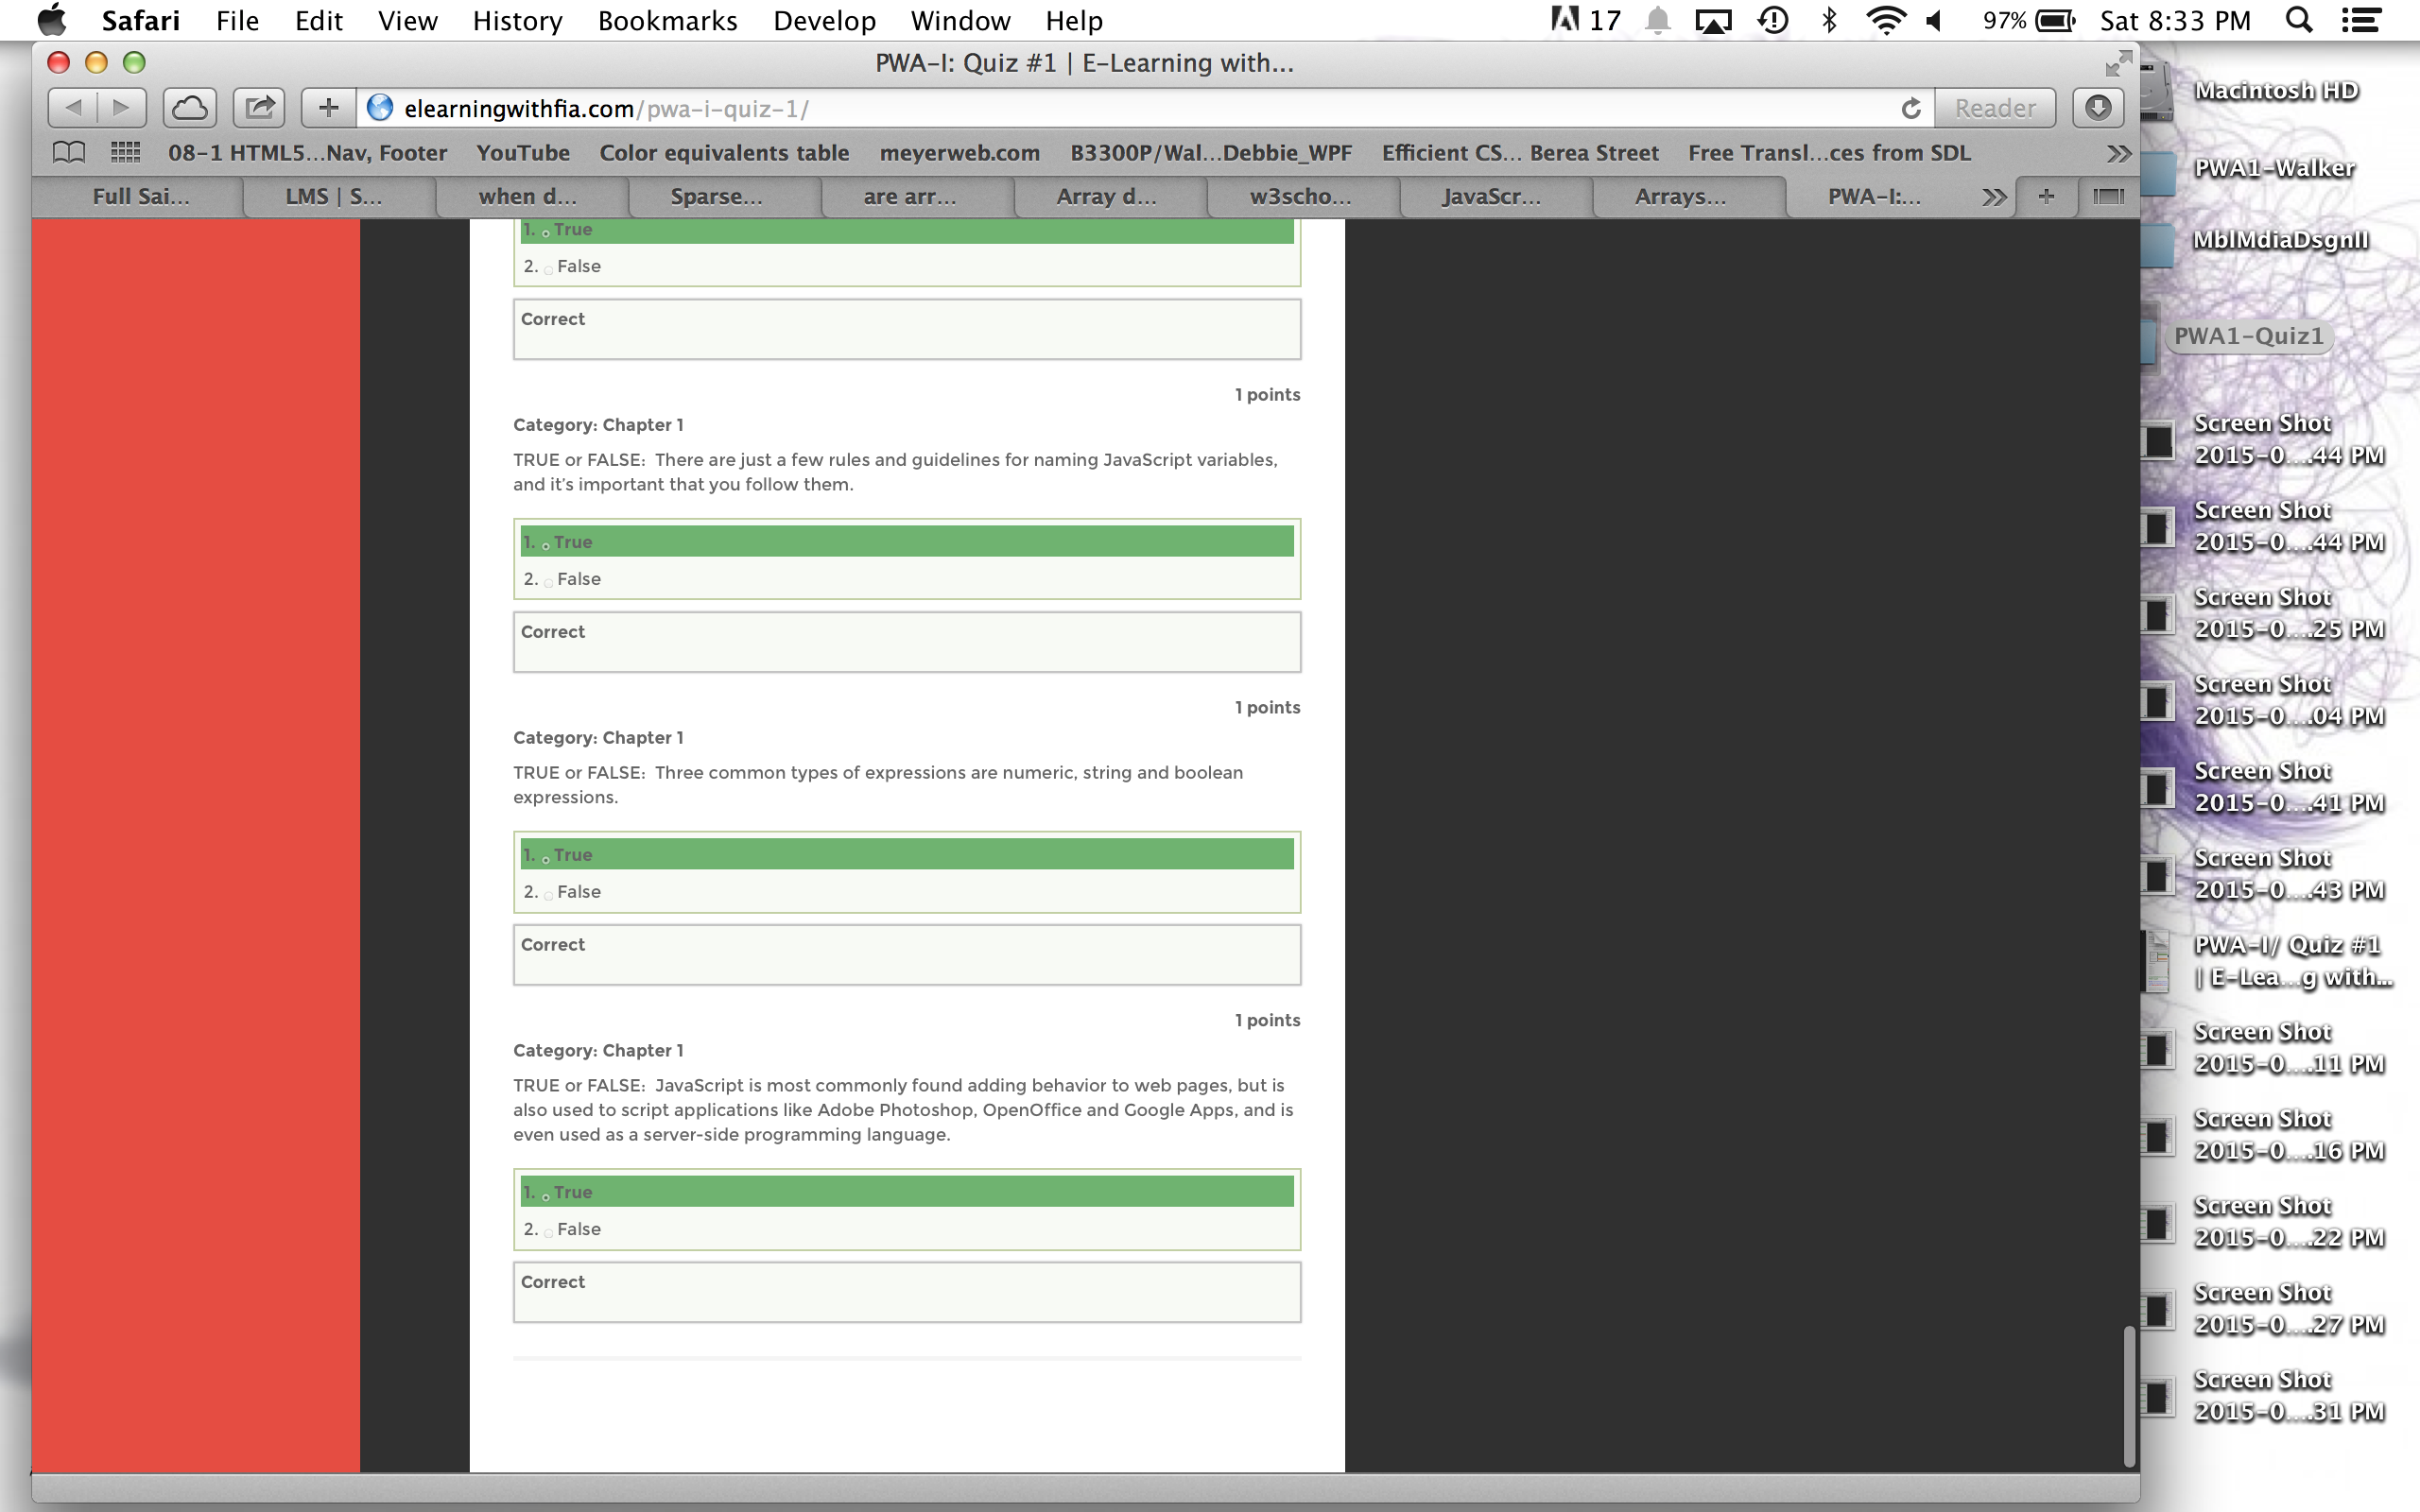 Safari File Edit View History Bookmarks Develop Window Help 17 97% Sat 8:33 PM
PWA-I: Quiz #1 | E-Learning with...
elearningwithfia.com/pwa-i-quiz-1/ Reader
08-1 HTML5...Nav, Footer YouTube Color equivalents table meyerweb.com B3300P/Wal...Debbie_WPF Efficient CS... Berea Street Free Transl...ces from SDL
Full Sai... LMS | S... when d... Sparse... are arr... Array d... w3scho... JavaScr... Arrays... PWA-I:...
1. True
2. False
Correct
1 points
Category: Chapter 1
TRUE or FALSE: There are just a few rules and guidelines for naming JavaScript variables,
and it's important that you follow them.
1. True
2. False
Correct
1 points
Category: Chapter 1
TRUE or FALSE: Three common types of expressions are numeric, string and boolean
expressions.
1. True
2. False
Correct
1 points
Category: Chapter 1
TRUE or FALSE: JavaScript is most commonly found adding behavior to web pages, but is
also used to script applications like Adobe Photoshop, OpenOffice and Google Apps, and is
even used as a server-side programming language.
1. True
2. False
Correct
Macintosh HD
PWA1-Walker
MblMdiaDsgnII
PWA1-Quiz1
Screen Shot
2015-0....44 PM
Screen Shot
2015-0....44 PM
Screen Shot
2015-0....25 PM
Screen Shot
2015-0....04 PM
Screen Shot
2015-0....41 PM
Screen Shot
2015-0....43 PM
PWA-I/ Quiz #1
| E-Lea...g with...
Screen Shot
2015-0....11 PM
Screen Shot
2015-0....16 PM
Screen Shot
2015-0....22 PM
Screen Shot
2015-0....27 PM
Screen Shot
2015-0....31 PM